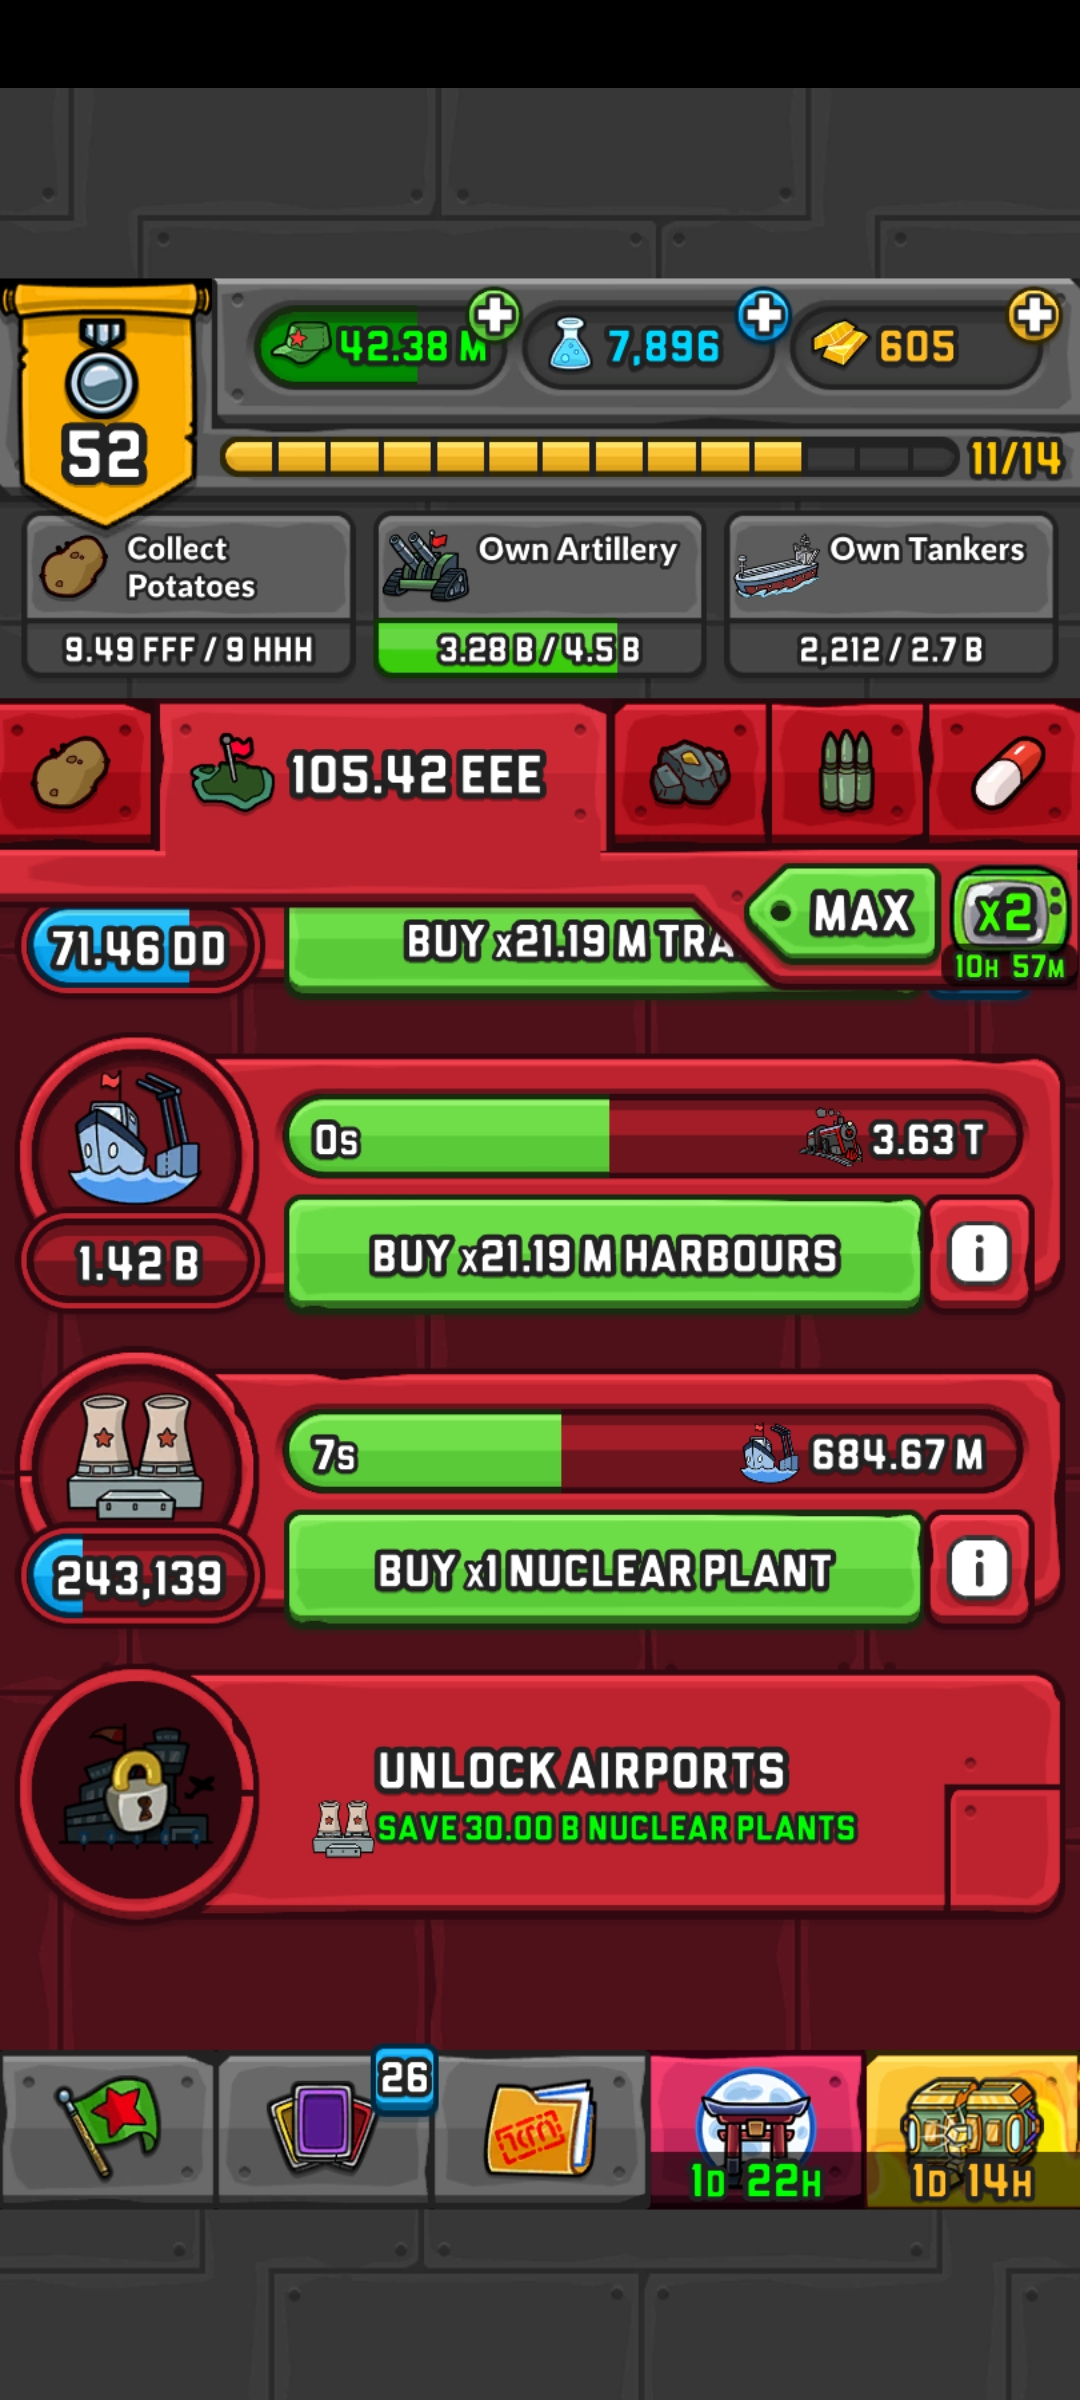 42.38 M
7,896
605
52
11/14
Collect
Potatoes
Own Artillery
Own Tankers
9.49 FFF / 9 HHH
3.28 B / 4.5 B
2,212 / 2.7 B
105.42 EEE
MAX
x2
10H 57M
71.46 DD
BUY x21.19 M TRA
0s
3.63 T
1.42 B
BUY x21.19 M HARBOURS
i
7s
684.67 M
243,139
BUY x1 NUCLEAR PLANT
i
UNLOCK AIRPORTS
SAVE 30.00 B NUCLEAR PLANTS
26
1D 22H
1D 14H